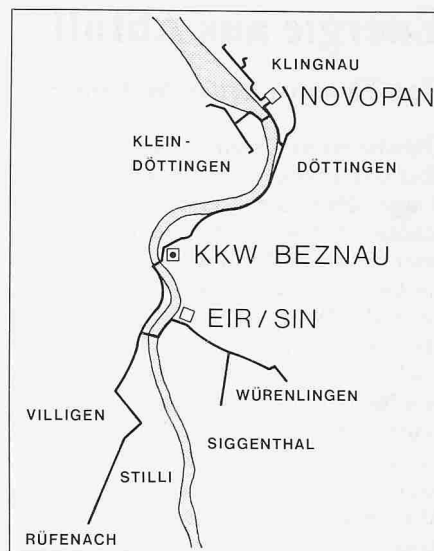 KLINGNAU
NOVOPAN
KLEIN-
DÖTTINGEN
DÖTTINGEN
KKW BEZNAU
EIR / SIN
WÜRENLINGEN
VILLIGEN
SIGGENTHAL
STILLI
RÜFENACH